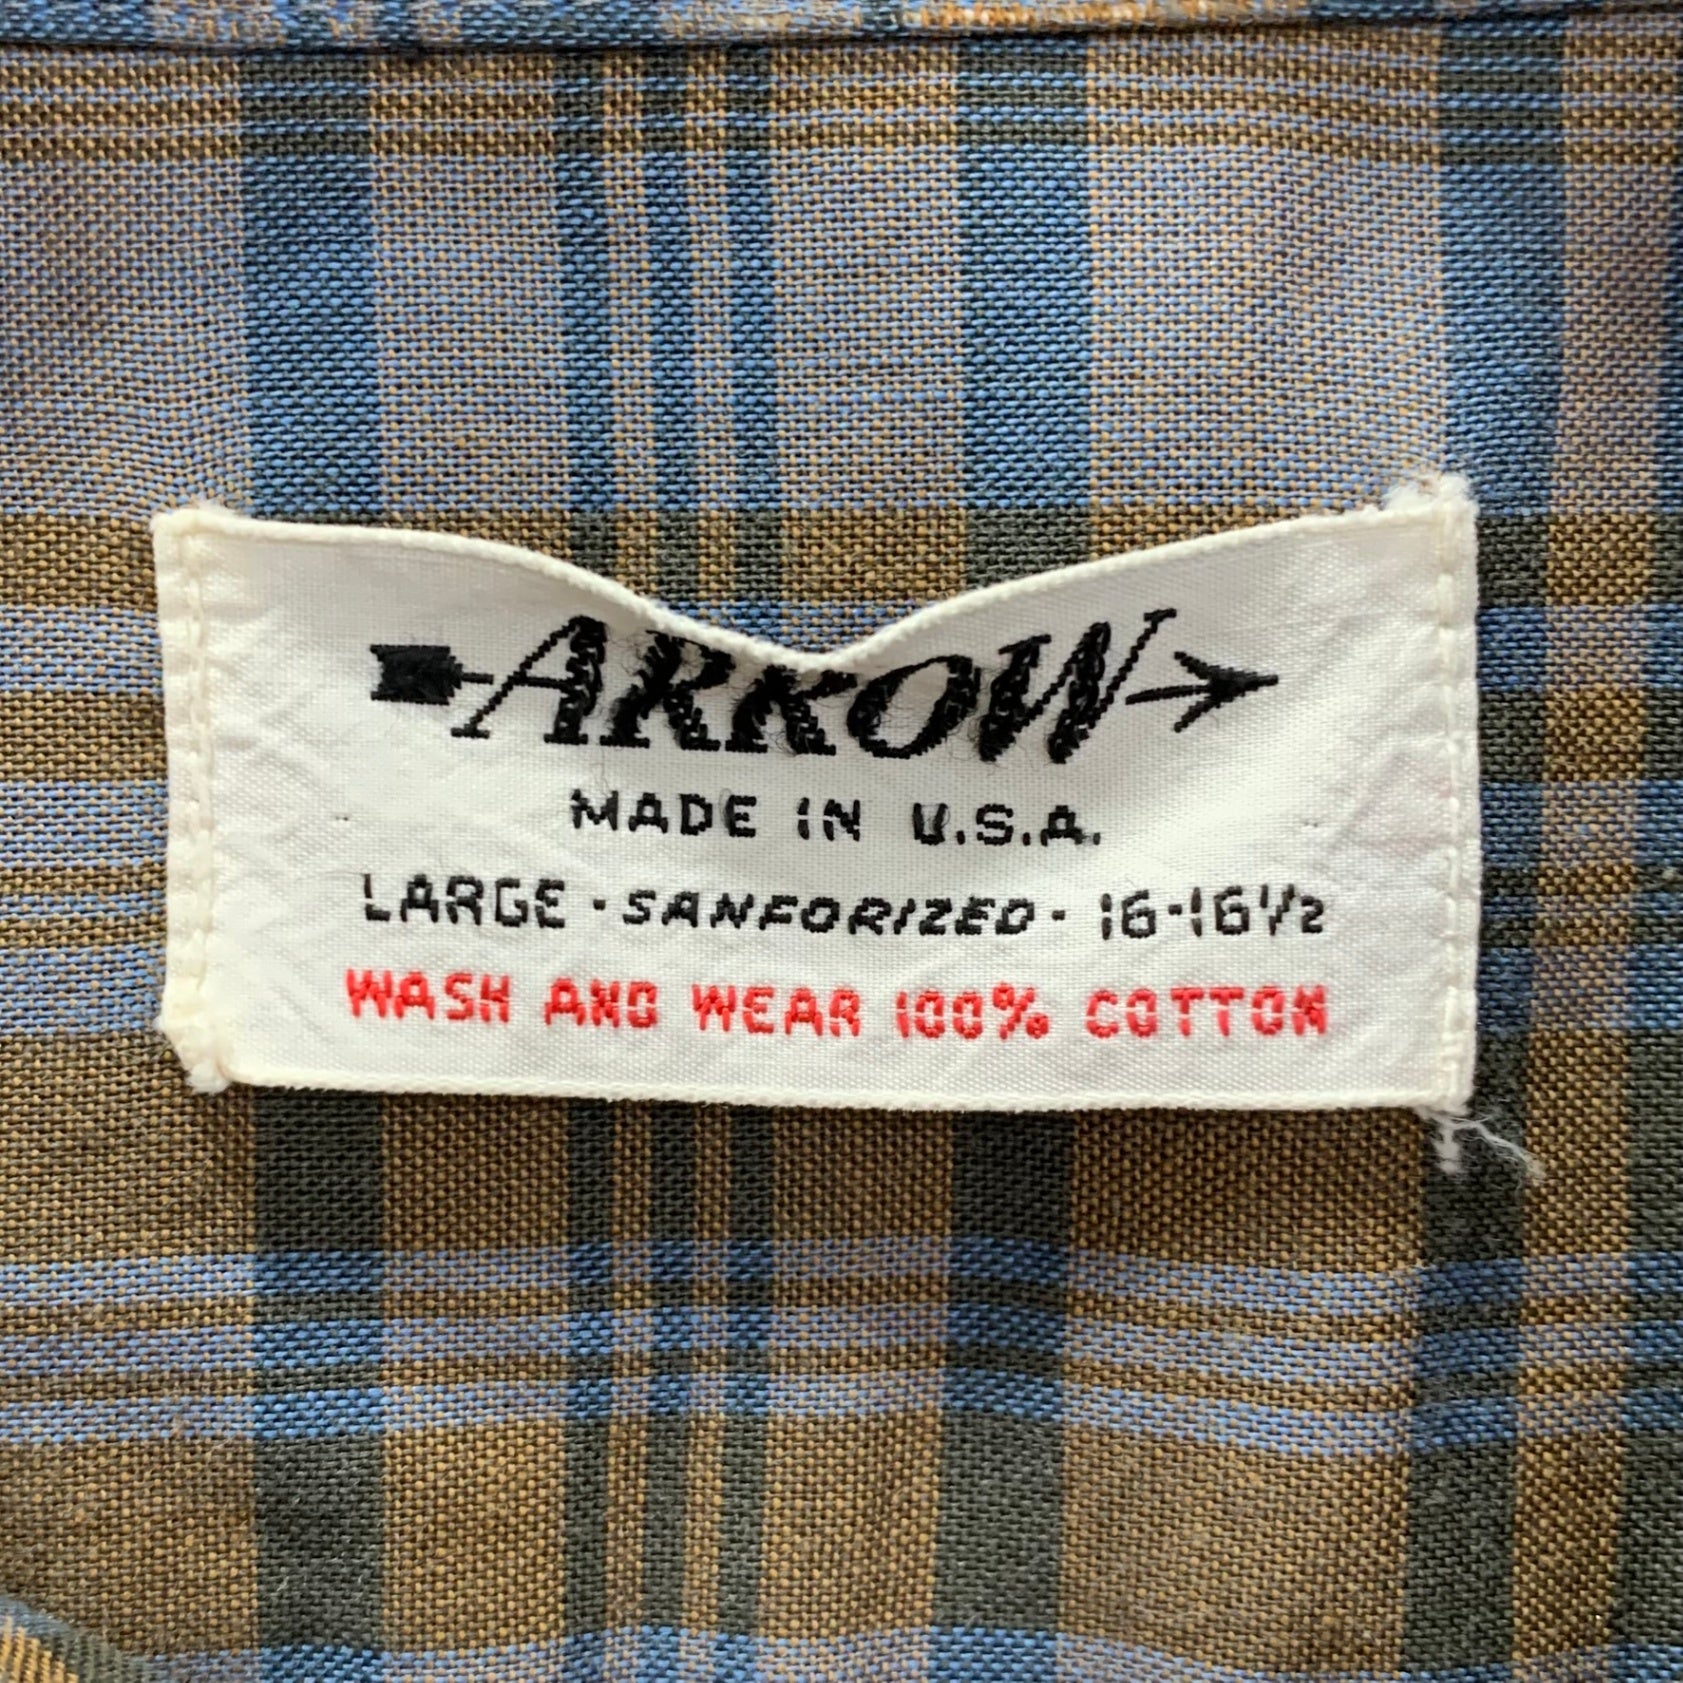 ARROW
MADE IN U.S.A.
LARGE · SANFORIZED · 16-16½
WASH AND WEAR 100% COTTON